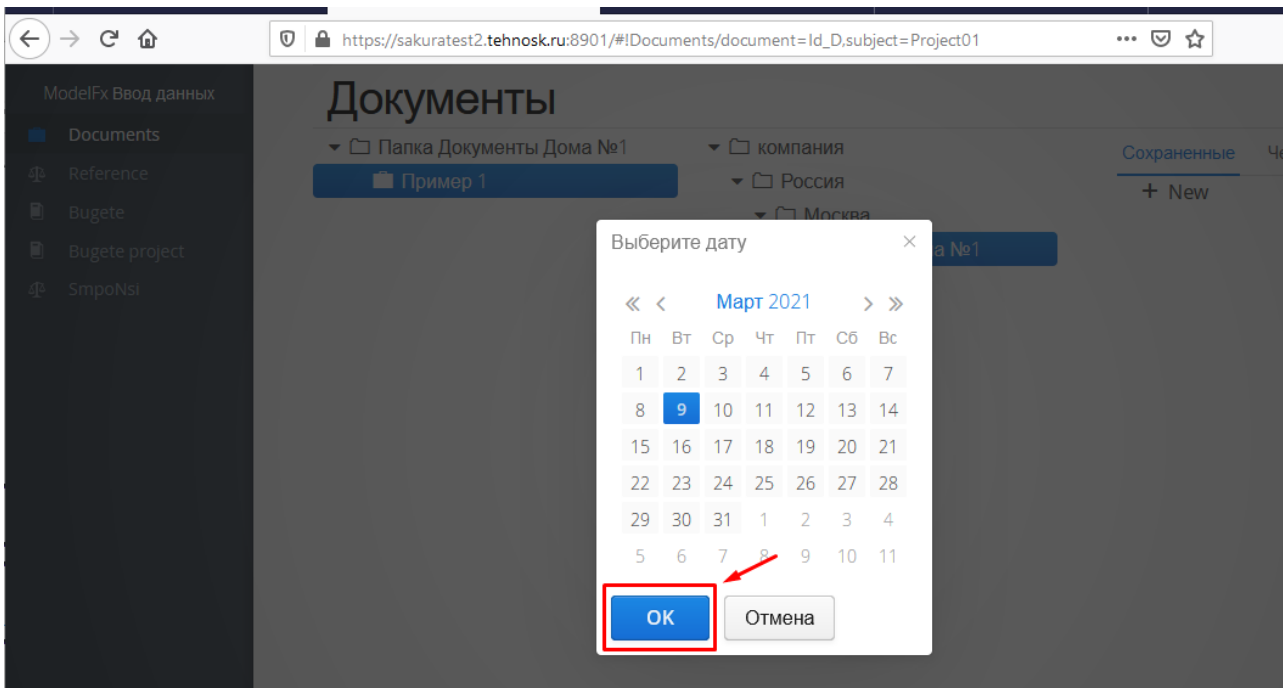 https://sakuratest2.tehnosk.ru:8901/#!Documents/document=Id_D,subject=Project01
ModelFx Ввод данных
Documents
Reference
Bugete
Bugete project
SmpoNsi
Документы
Папка Документы Дома №1
Пример 1
компания
Россия
Москва
а №1
Сохраненные
Че
+ New
Выберите дату
Март 2021
Пн Вт Ср Чт Пт Сб Вс
1 2 3 4 5 6 7
8 9 10 11 12 13 14
15 16 17 18 19 20 21
22 23 24 25 26 27 28
29 30 31 1 2 3 4
5 6 7 8 9 10 11
OK
Отмена